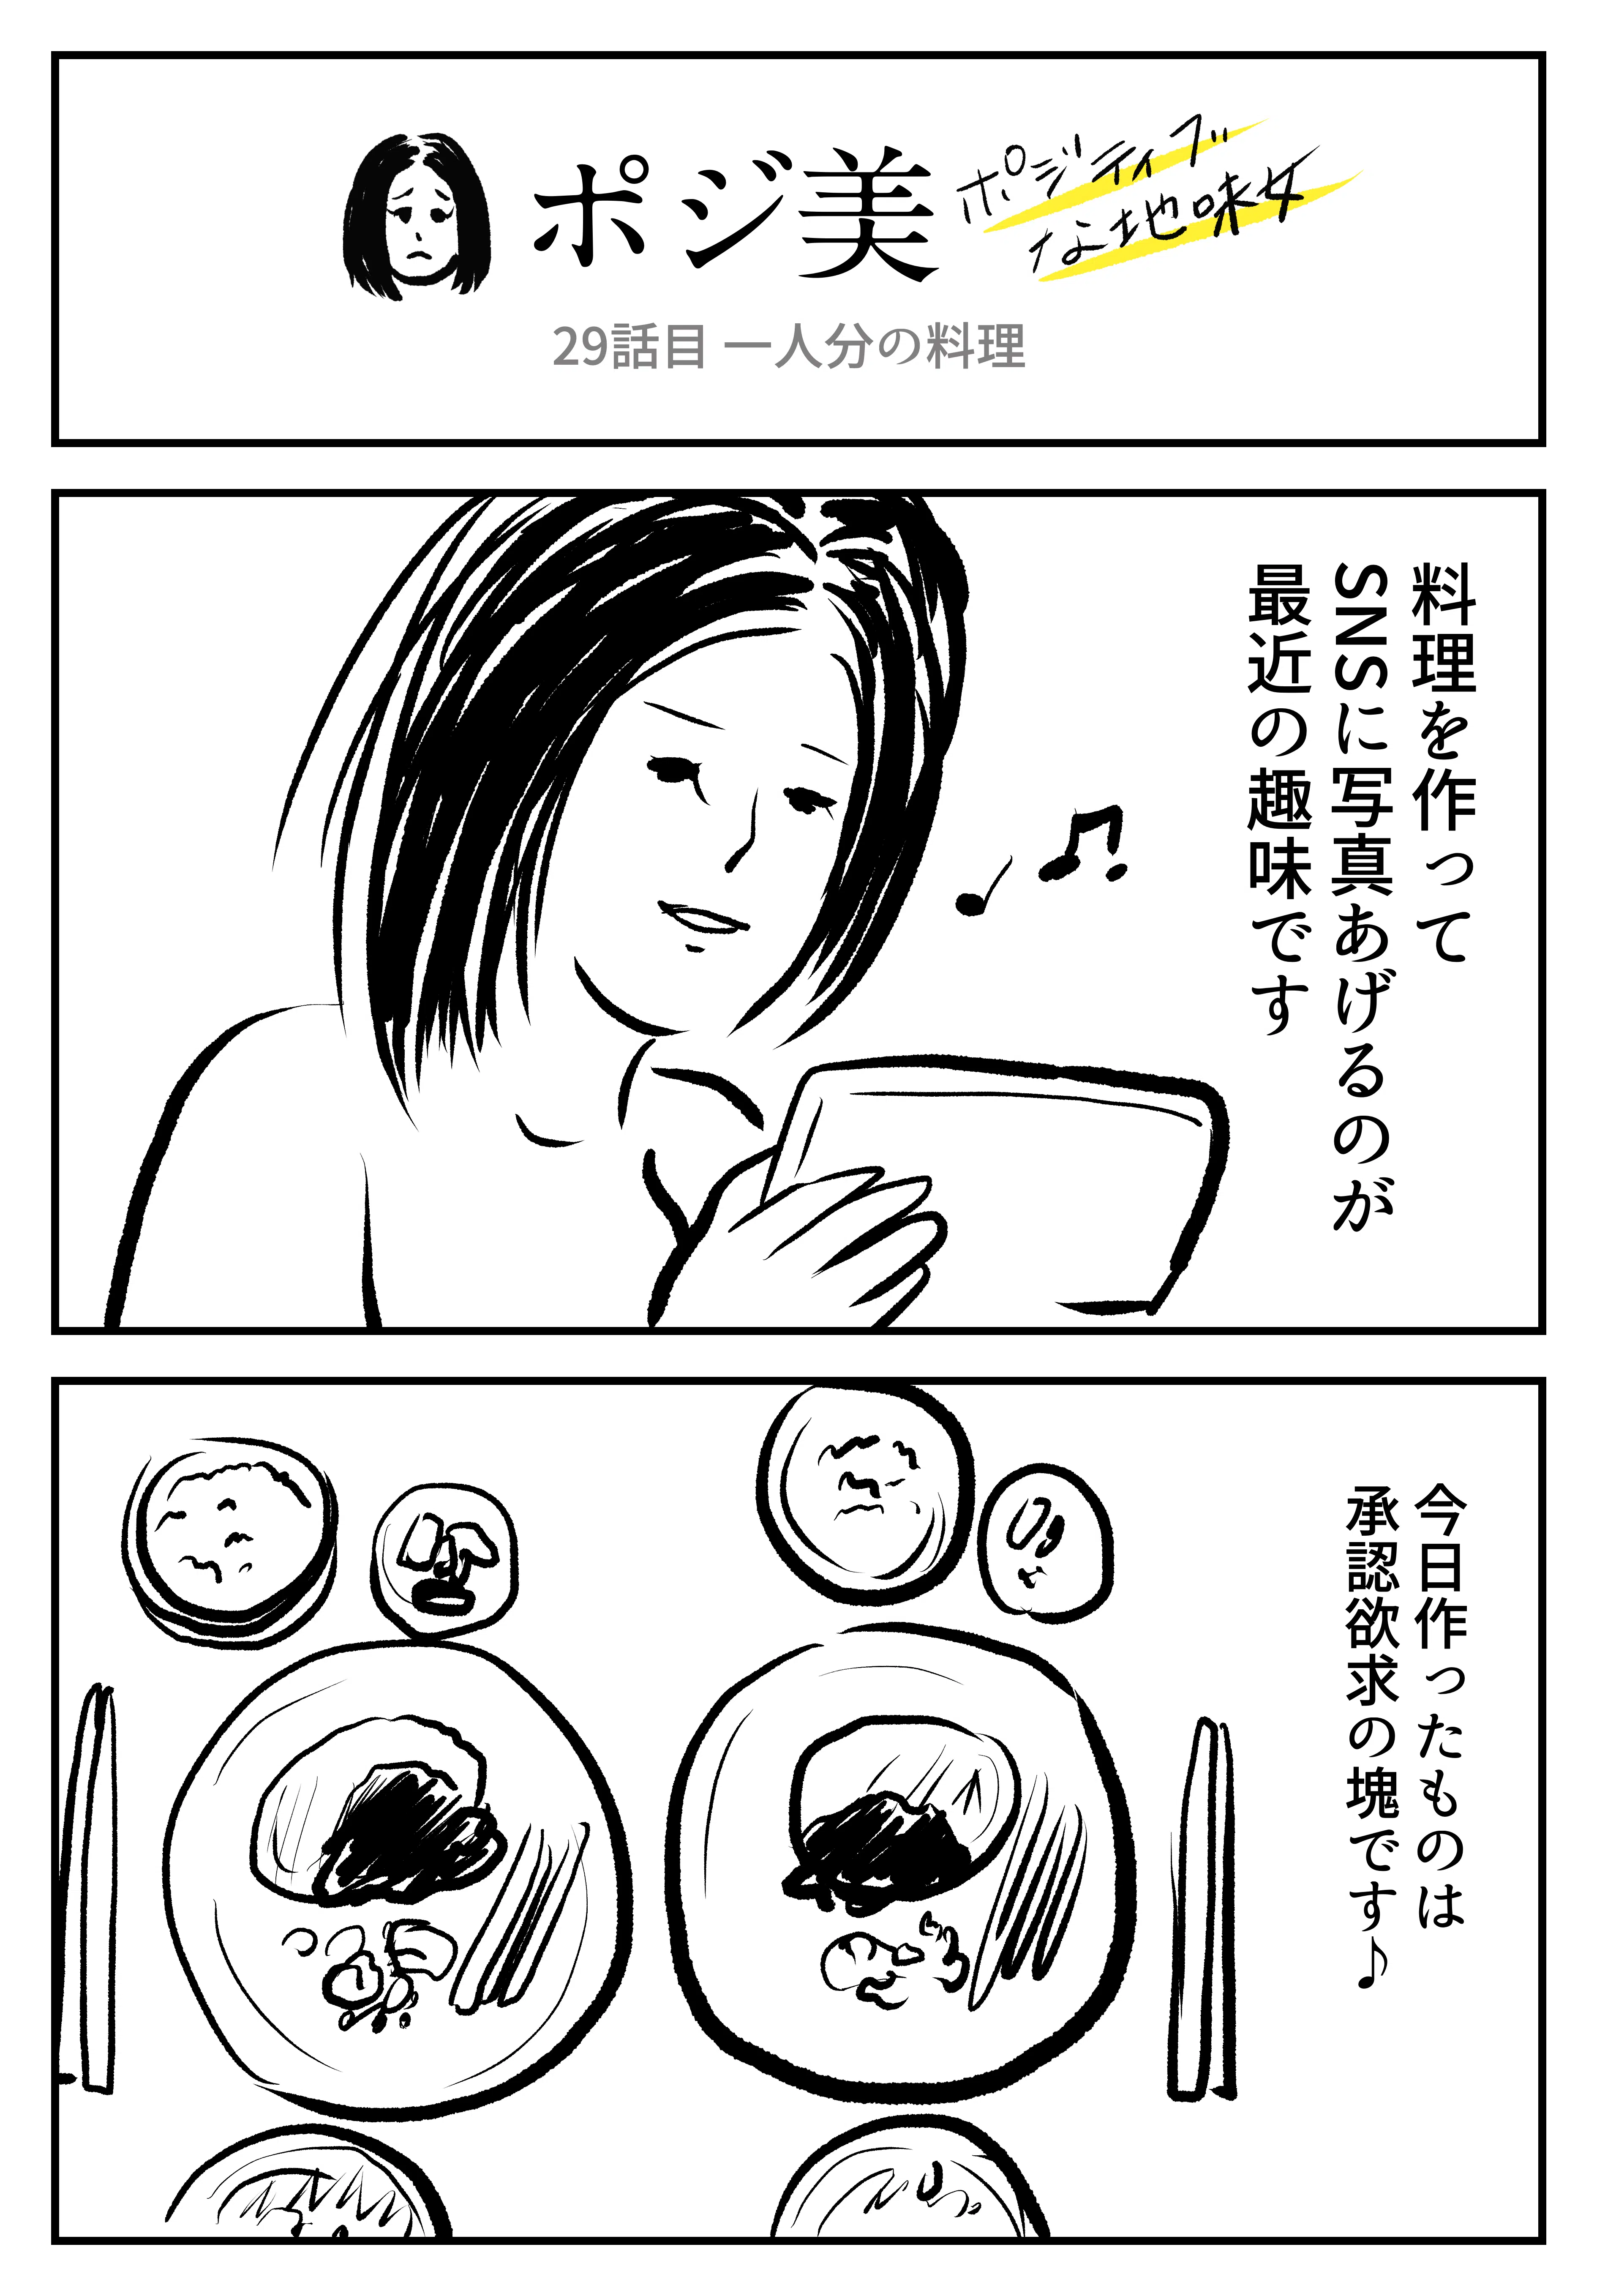 ポジ美
ポジティブ
な地味女
29話目 一人分の料理
料理を作って
SNSに写真あげるのが
最近の趣味です
今日作ったものは
承認欲求の塊です♪